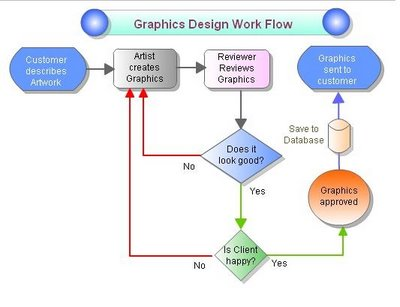 Graphics Design Work Flow
Customer
describes
Artwork
Artist
creates
Graphics
Reviewer
Reviews
Graphics
Graphics
sent to
customer
Save to
Database
Does it
look good?
No
Yes
Graphics
approved
Is Client
happy?
No
Yes